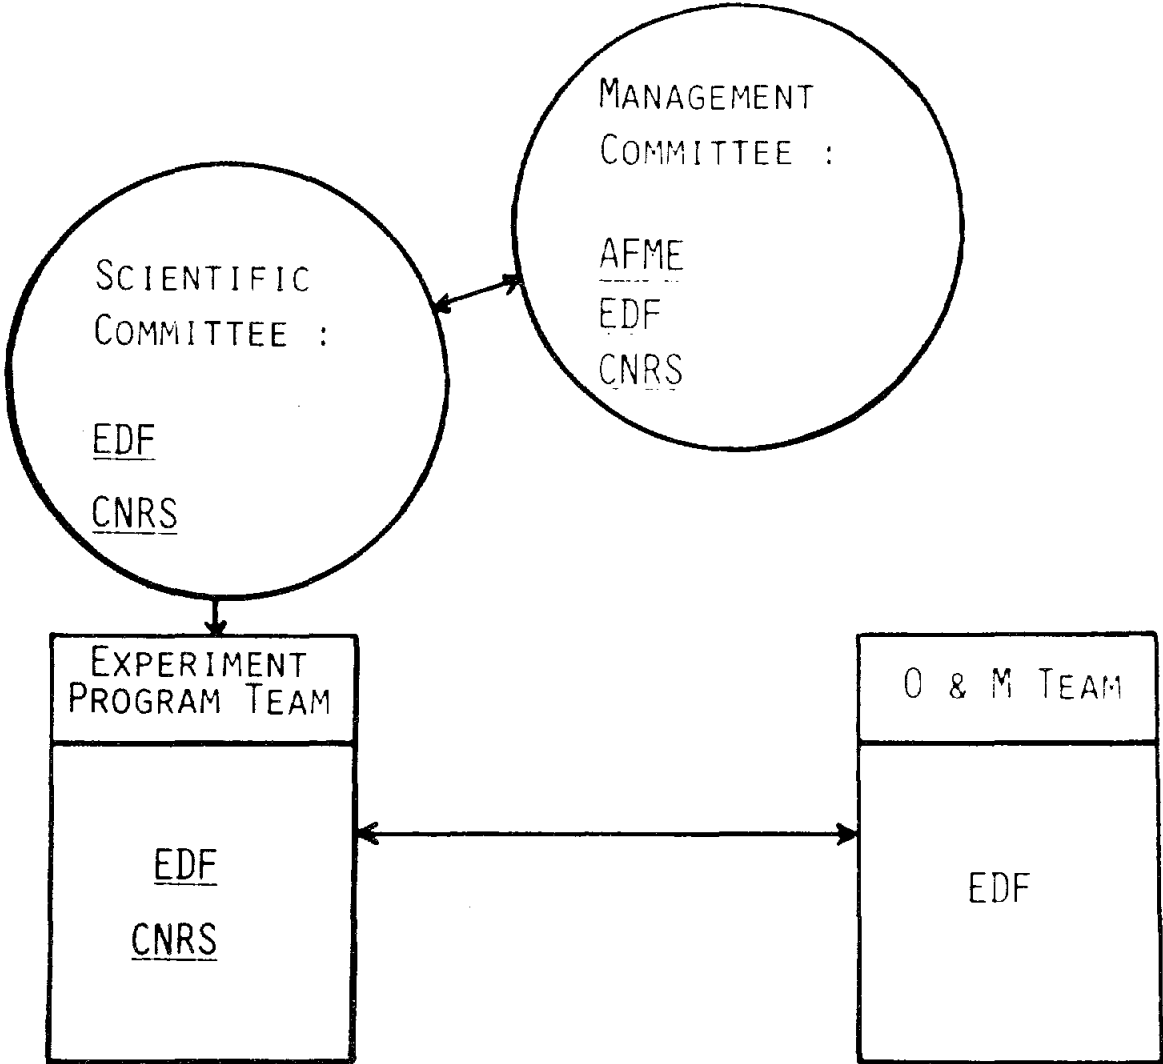 MANAGEMENT
COMMITTEE :
AFME
EDF
CNRS
SCIENTIFIC
COMMITTEE :
EDF
CNRS
EXPERIMENT
PROGRAM TEAM
EDF
CNRS
O & M TEAM
EDF